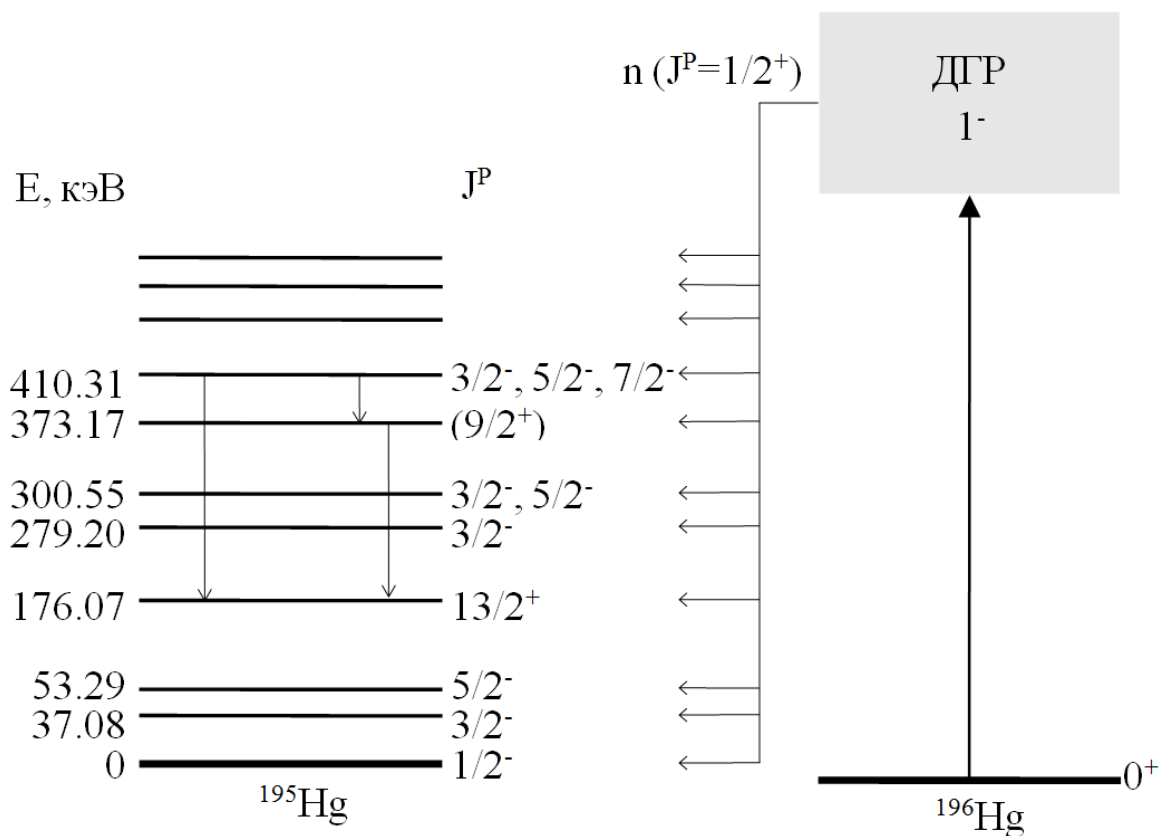 n (J^P=1/2⁺)
ДГР
1⁻
E, кэВ
J^P
410.31
3/2⁻, 5/2⁻, 7/2⁻
373.17
(9/2⁺)
300.55
3/2⁻, 5/2⁻
279.20
3/2⁻
176.07
13/2⁺
53.29
5/2⁻
37.08
3/2⁻
0
1/2⁻
0⁺
¹⁹⁵Hg
¹⁹⁶Hg